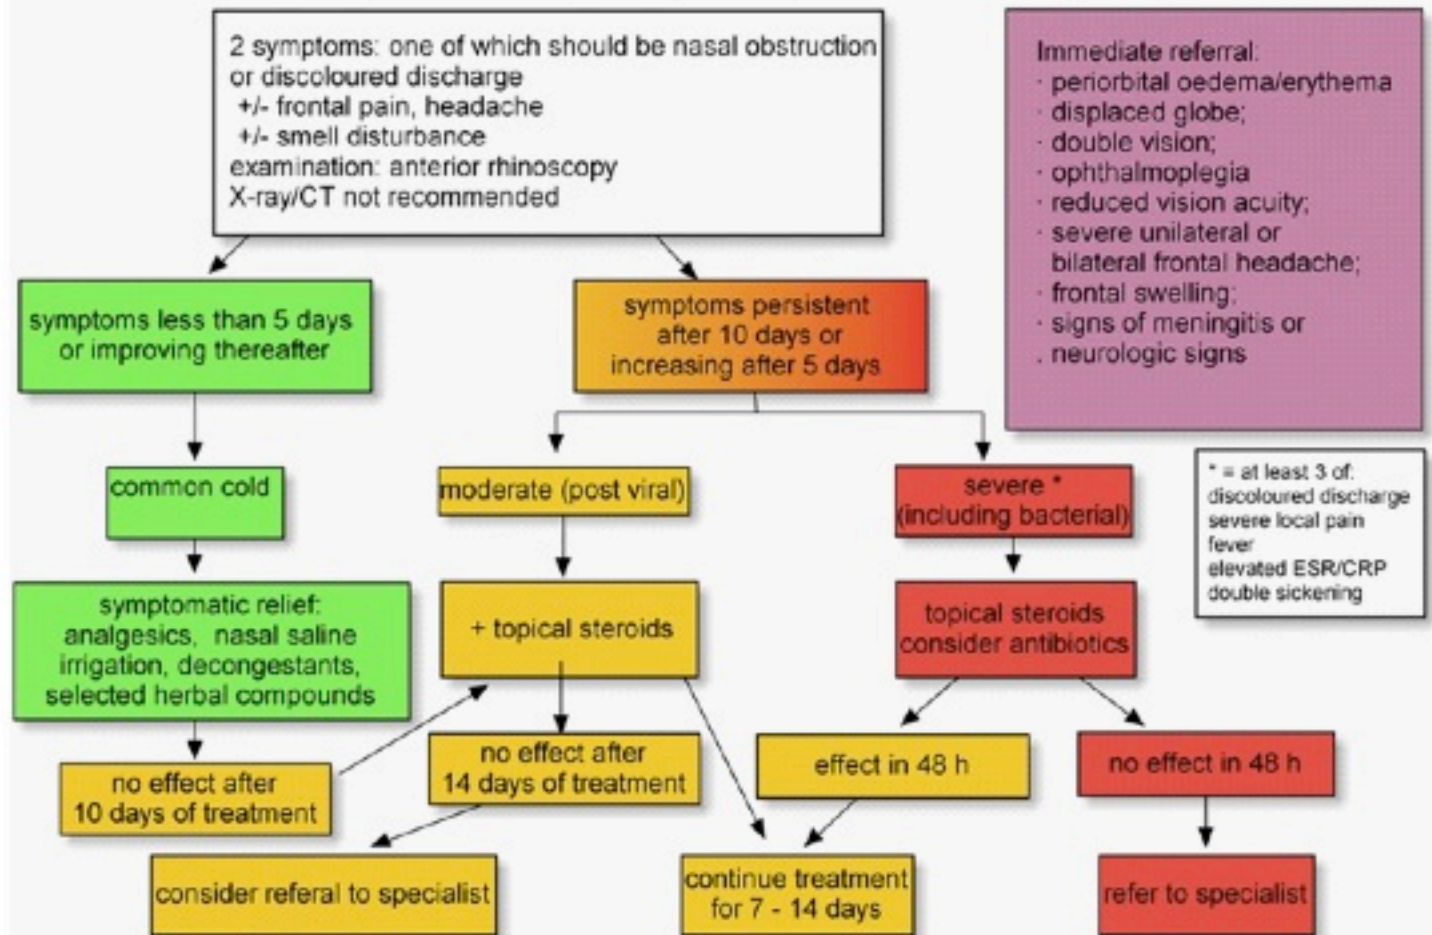 2 symptoms: one of which should be nasal obstruction
or discoloured discharge
+/- frontal pain, headache
+/- smell disturbance
examination: anterior rhinoscopy
X-ray/CT not recommended
Immediate referral:
· periorbital oedema/erythema
· displaced globe;
· double vision;
· ophthalmoplegia
· reduced vision acuity;
· severe unilateral or
bilateral frontal headache;
· frontal swelling;
· signs of meningitis or
. neurologic signs
symptoms less than 5 days
or improving thereafter
symptoms persistent
after 10 days or
increasing after 5 days
common cold
moderate (post viral)
severe *
(including bacterial)
* = at least 3 of:
discoloured discharge
severe local pain
fever
elevated ESR/CRP
double sickening
symptomatic relief:
analgesics, nasal saline
irrigation, decongestants,
selected herbal compounds
+ topical steroids
topical steroids
consider antibiotics
no effect after
10 days of treatment
no effect after
14 days of treatment
effect in 48 h
no effect in 48 h
consider referal to specialist
continue treatment
for 7 - 14 days
refer to specialist